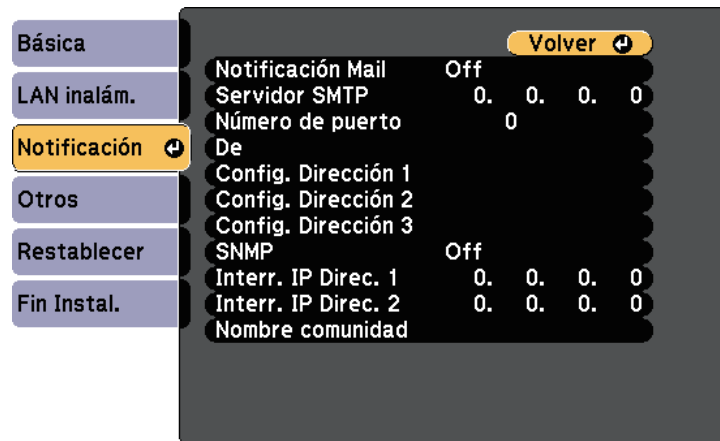 Básica
LAN inalám.
Notificación
Otros
Restablecer
Fin Instal.
Volver
Notificación Mail Off
Servidor SMTP 0. 0. 0. 0
Número de puerto 0
De
Config. Dirección 1
Config. Dirección 2
Config. Dirección 3
SNMP Off
Interr. IP Direc. 1 0. 0. 0. 0
Interr. IP Direc. 2 0. 0. 0. 0
Nombre comunidad